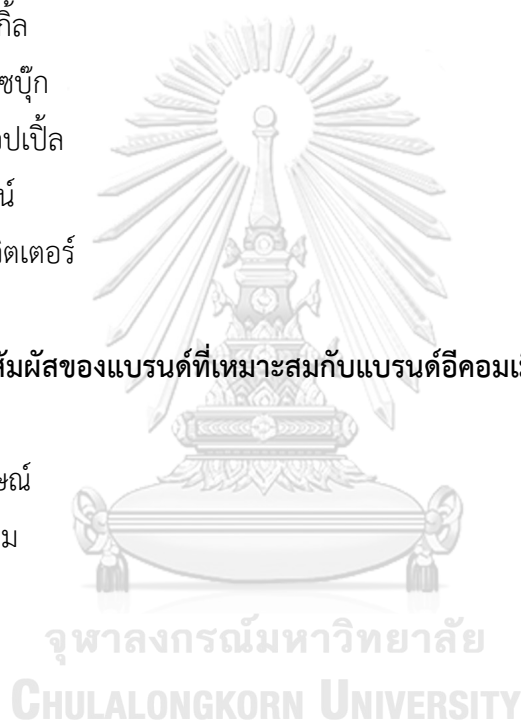 กิ้ล
ซบุ๊ก
ปเปิ้ล
น์
ตเตอร์
สัมผัสของแบรนด์ที่เหมาะสมกับแบรนด์อีคอมเมิ
ษณ์
ม
จุฬาลงกรณ์มหาวิทยาลัย
CHULALONGKORN UNIVERSITY